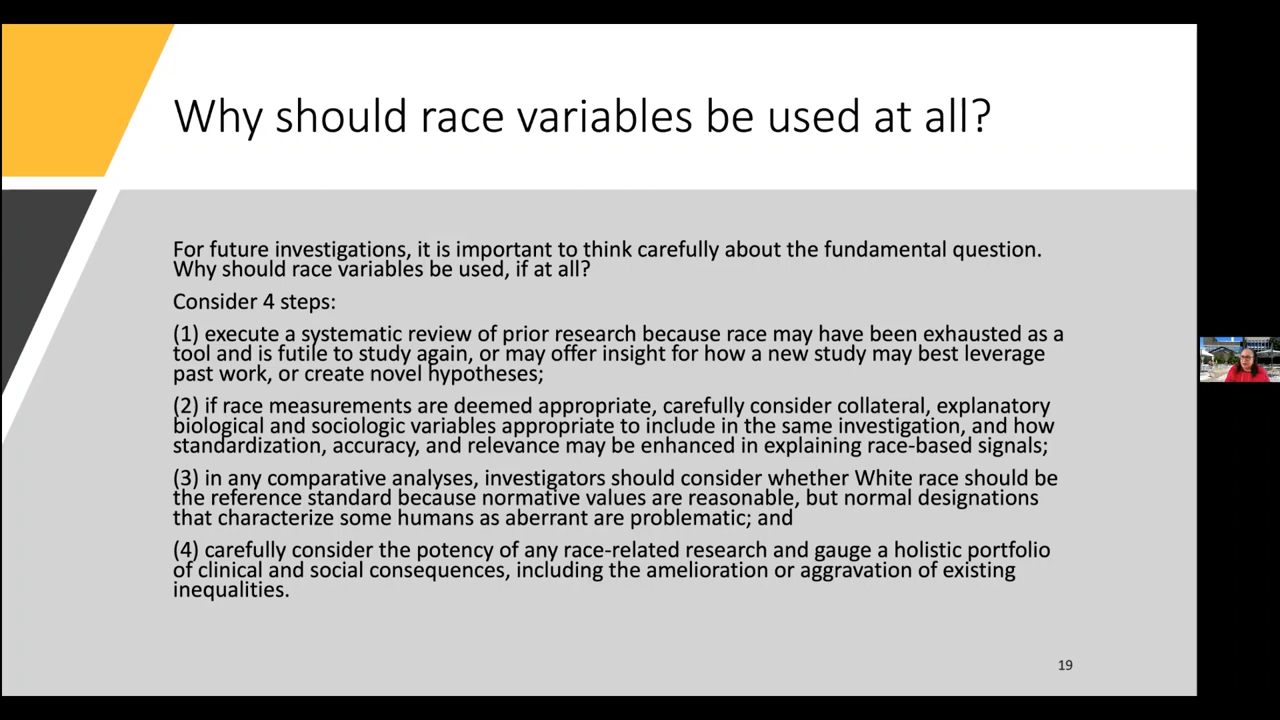 Why should race variables be used at all?
For future investigations, it is important to think carefully about the fundamental question.
Why should race variables be used, if at all?
Consider 4 steps:
(1) execute a systematic review of prior research because race may have been exhausted as a
tool and is futile to study again, or may offer insight for how a new study may best leverage
past work, or create novel hypotheses;
(2) if race measurements are deemed appropriate, carefully consider collateral, explanatory
biological and sociologic variables appropriate to include in the same investigation, and how
standardization, accuracy, and relevance may be enhanced in explaining race-based signals;
(3) in any comparative analyses, investigators should consider whether White race should be
the reference standard because normative values are reasonable, but normal designations
that characterize some humans as aberrant are problematic; and
(4) carefully consider the potency of any race-related research and gauge a holistic portfolio
of clinical and social consequences, including the amelioration or aggravation of existing
inequalities.
19